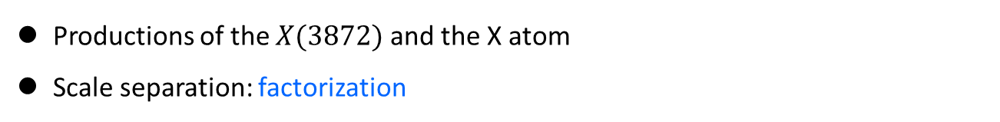 ● Productions of the X(3872) and the X atom
● Scale separation: factorization